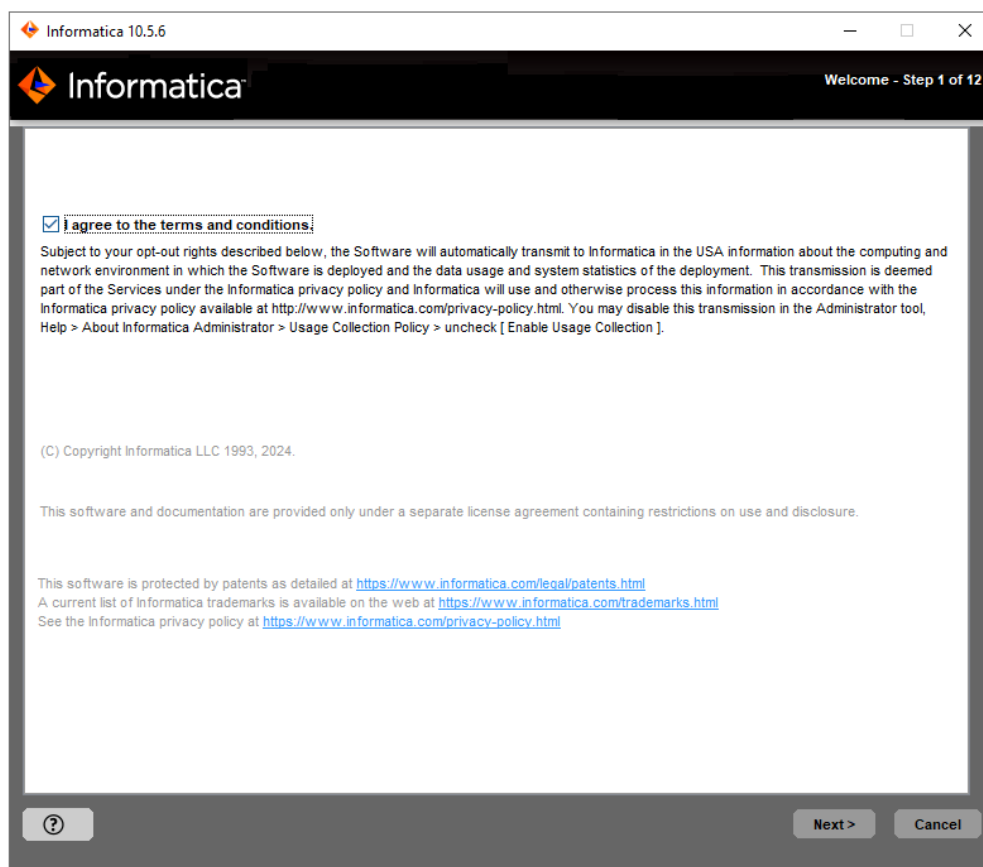 Informatica 10.5.6
Informatica
Welcome - Step 1 of 12
I agree to the terms and conditions.
Subject to your opt-out rights described below, the Software will automatically transmit to Informatica in the USA information about the computing and
network environment in which the Software is deployed and the data usage and system statistics of the deployment.  This transmission is deemed
part of the Services under the Informatica privacy policy and Informatica will use and otherwise process this information in accordance with the
Informatica privacy policy available at http://www.informatica.com/privacy-policy.html. You may disable this transmission in the Administrator tool,
Help > About Informatica Administrator > Usage Collection Policy > uncheck [ Enable Usage Collection ].
(C) Copyright Informatica LLC 1993, 2024.
This software and documentation are provided only under a separate license agreement containing restrictions on use and disclosure.
This software is protected by patents as detailed at https://www.informatica.com/legal/patents.html
A current list of Informatica trademarks is available on the web at https://www.informatica.com/trademarks.html
See the Informatica privacy policy at https://www.informatica.com/privacy-policy.html
?
Next >
Cancel